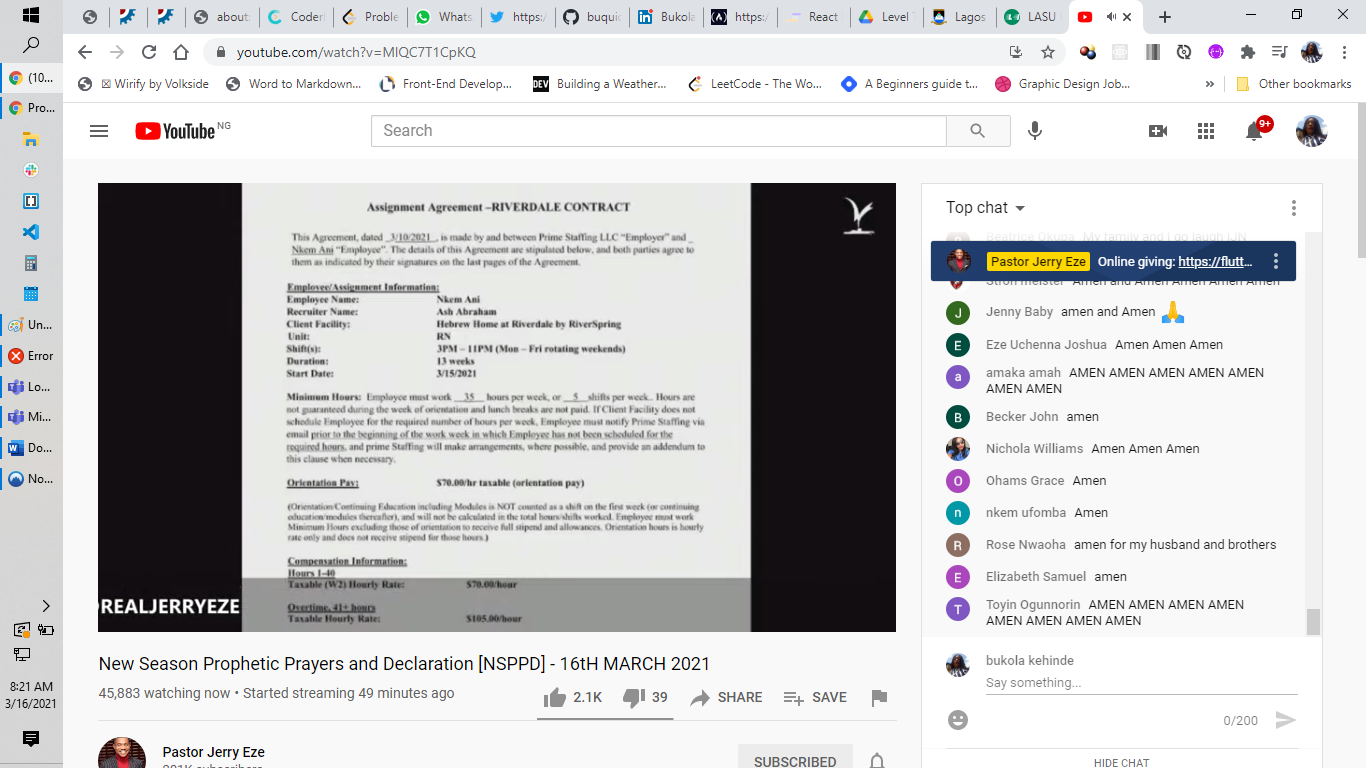 about:
Coderl
Proble
Whats
https:/
buquic
Bukola
https:/
React
Level
Lagos
LASU
youtube.com/watch?v=MIQC7T1CpKQ
Wirify by Volkside
Word to Markdown...
Front-End Develop...
DEV
Building a Weather...
LeetCode - The Wo...
A Beginners guide t...
Graphic Design Job...
»
Other bookmarks
(10...
Pro...
Un...
Error
Lo...
Mi...
Do...
No...
8:21 AM
3/16/2021
YouTube NG
Search
9+
Assignment Agreement –RIVERDALE CONTRACT
This Agreement, dated _3/10/2021_, is made by and between Prime Staffing LLC “Employer” and _
Nkem Ani “Employee”. The details of this Agreement are stipulated below, and both parties agree to
them as indicated by their signatures on the last pages of the Agreement.
Employee/Assignment Information:
Employee Name: Nkem Ani
Recruiter Name: Ash Abraham
Client Facility: Hebrew Home at Riverdale by RiverSpring
Unit: RN
Shift(s): 3PM – 11PM (Mon – Fri rotating weekends)
Duration: 13 weeks
Start Date: 3/15/2021
Minimum Hours: Employee must work __35__ hours per week, or __5__ shifts per week.. Hours are
not guaranteed during the week of orientation and lunch breaks are not paid. If Client Facility does not
schedule Employee for the required number of hours per week, Employee must notify Prime Staffing via
email prior to the beginning of the work week in which Employee has not been scheduled for the
required hours, and prime Staffing will make arrangements, where possible, and provide an addendum to
this clause when necessary.
Orientation Pay: $70.00/hr taxable (orientation pay)
(Orientation/Continuing Education including Modules is NOT counted as a shift on the first week (or continuing
education/modules thereafter), and will not be calculated in the total hours/shifts worked. Employee must work
Minimum Hours excluding those of orientation to receive full stipend and allowances. Orientation hours is hourly
rate only and does not receive stipend for those hours.)
Compensation Information:
Hours 1-40
Taxable (W2) Hourly Rate: $70.00/hour
Overtime, 41+ hours
Taxable Hourly Rate: $105.00/hour
REALJERRYEZE
New Season Prophetic Prayers and Declaration [NSPPD] - 16tH MARCH 2021
45,883 watching now • Started streaming 49 minutes ago
2.1K
39
SHARE
SAVE
Pastor Jerry Eze
SUBSCRIBED
Top chat
Beatrice Okupa My family and I go laugh IJN
Pastor Jerry Eze Online giving: https://flutt...
Amen and Amen Amen Amen Amen
Jenny Baby amen and Amen 🙏
Eze Uchenna Joshua Amen Amen Amen
amaka amah AMEN AMEN AMEN AMEN AMEN
AMEN AMEN
Becker John amen
Nichola Williams Amen Amen Amen
Ohams Grace Amen
nkem ufomba Amen
Rose Nwaoha amen for my husband and brothers
Elizabeth Samuel amen
Toyin Ogunnorin AMEN AMEN AMEN AMEN
AMEN AMEN AMEN AMEN
bukola kehinde
Say something...
0/200
HIDE CHAT